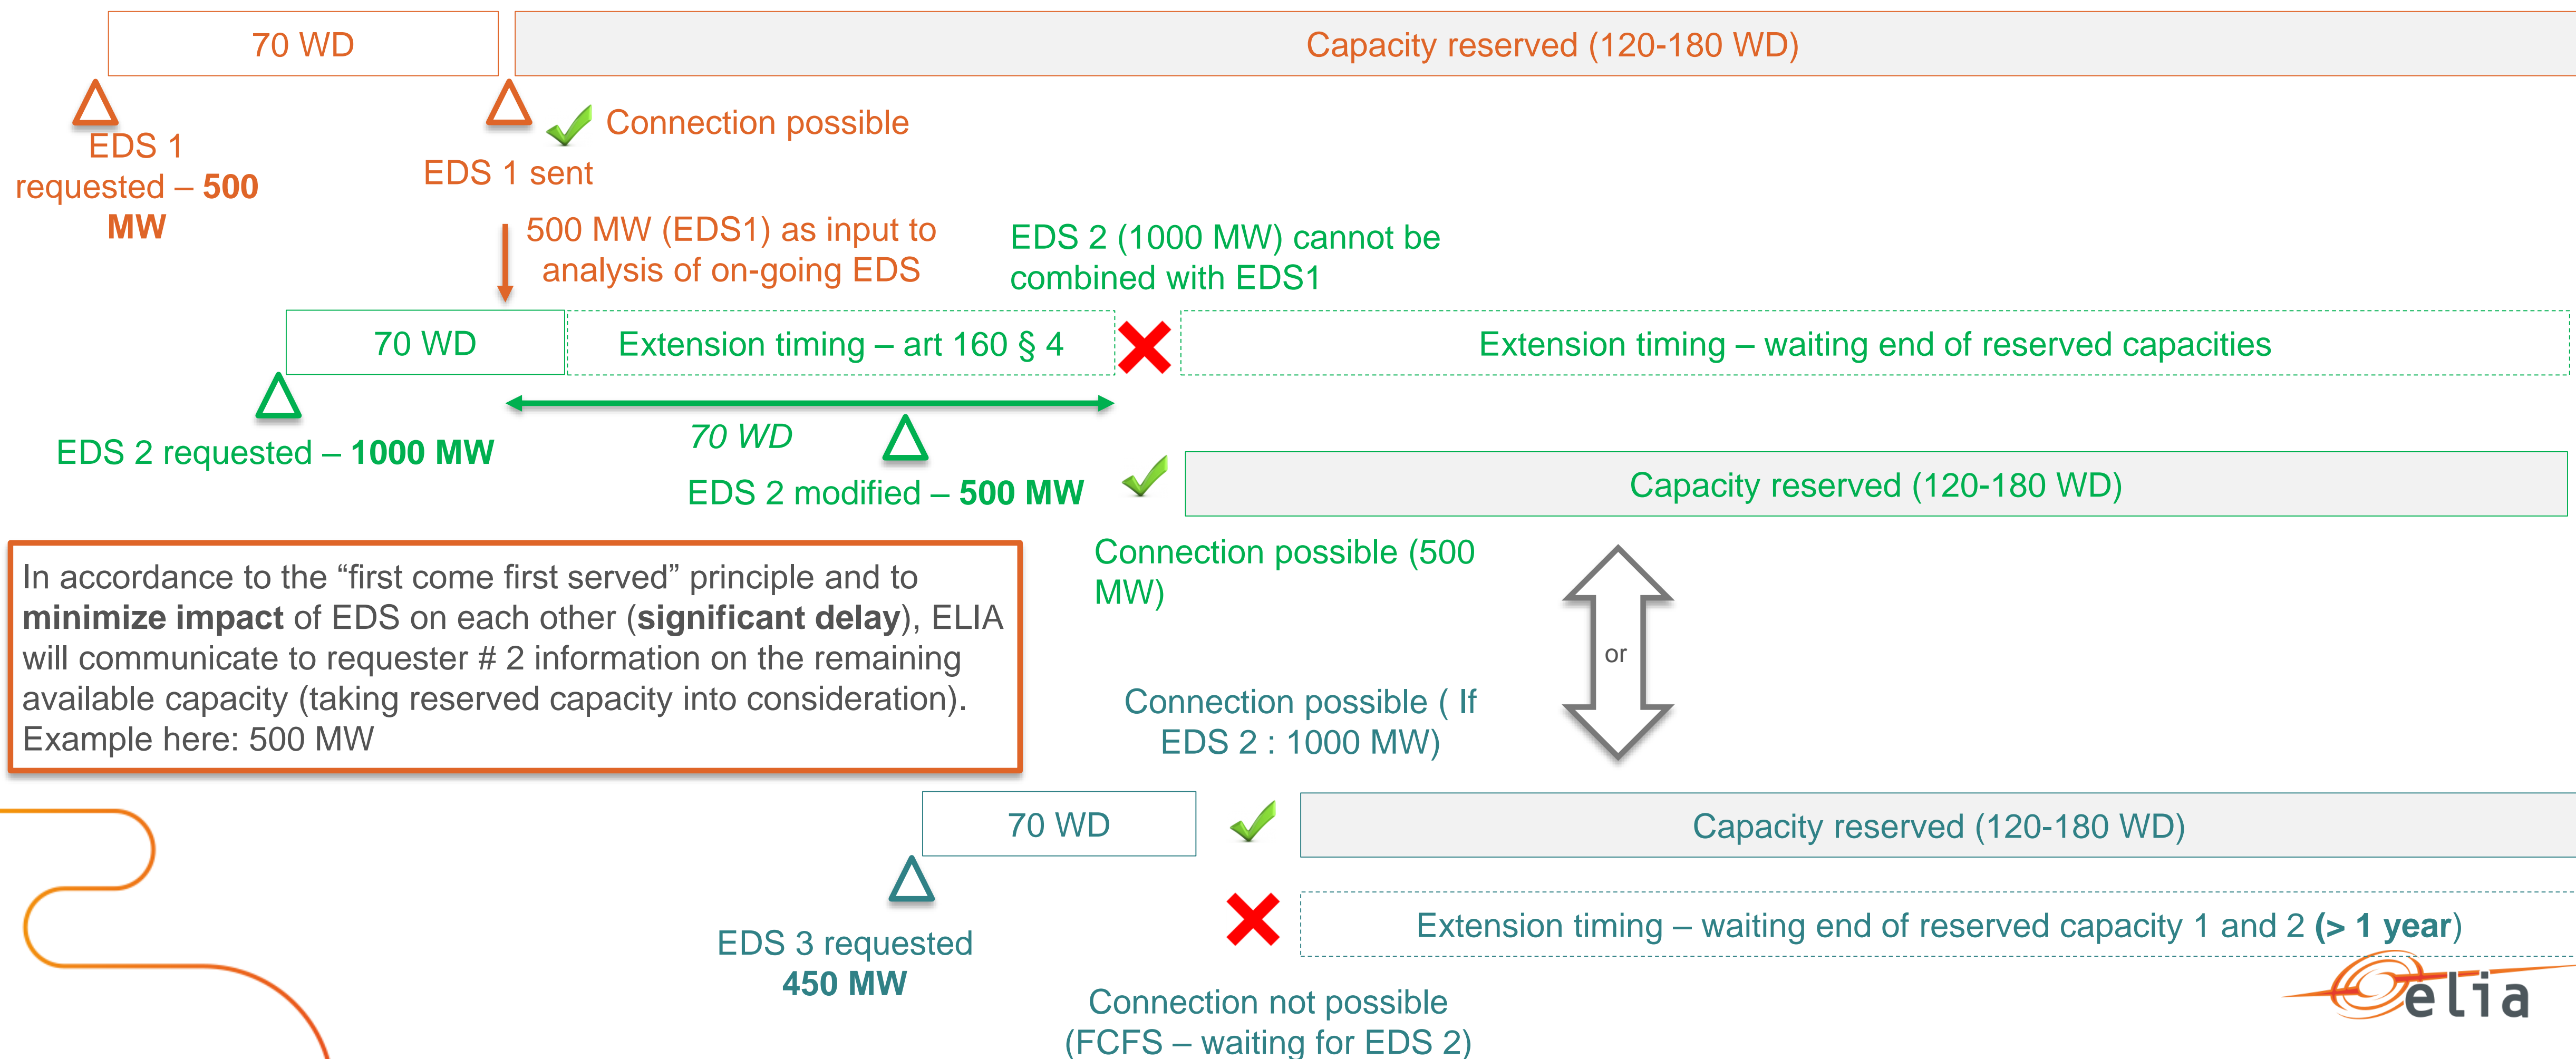 70 WD
Capacity reserved (120-180 WD)
Connection possible
EDS 1
requested – 500
MW
EDS 1 sent
500 MW (EDS1) as input to
analysis of on-going EDS
EDS 2 (1000 MW) cannot be
combined with EDS1
70 WD
Extension timing – art 160 § 4
Extension timing – waiting end of reserved capacities
70 WD
EDS 2 requested – 1000 MW
EDS 2 modified – 500 MW
Capacity reserved (120-180 WD)
Connection possible (500
MW)
In accordance to the “first come first served” principle and to
minimize impact of EDS on each other (significant delay), ELIA
will communicate to requester # 2 information on the remaining
available capacity (taking reserved capacity into consideration).
Example here: 500 MW
or
Connection possible ( If
EDS 2 : 1000 MW)
70 WD
Capacity reserved (120-180 WD)
EDS 3 requested
450 MW
Extension timing – waiting end of reserved capacity 1 and 2 (> 1 year)
Connection not possible
(FCFS – waiting for EDS 2)
elia